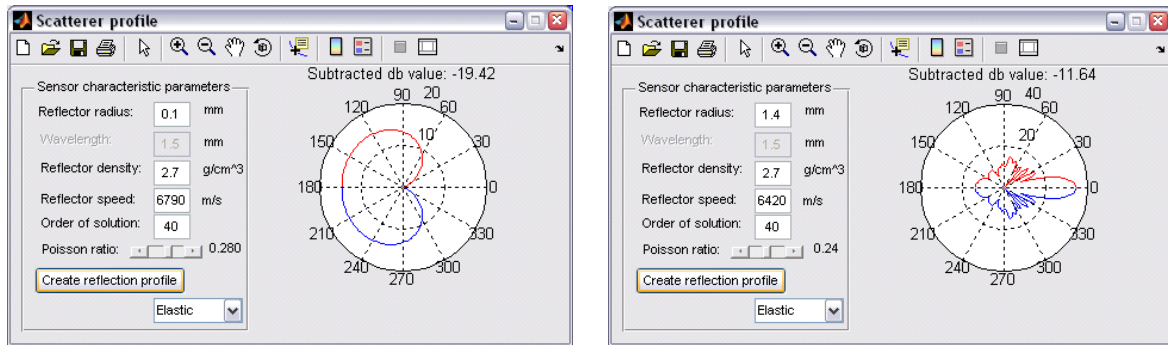 Scatterer profile
Subtracted db value: -19.42
Sensor characteristic parameters
Reflector radius: 0.1 mm
Wavelength: 1.5 mm
Reflector density: 2.7 g/cm^3
Reflector speed: 6790 m/s
Order of solution: 40
Poisson ratio: 0.280
Create reflection profile
Elastic
90 20
120 60
150 10 30
180 0
210 330
240 300
270
Scatterer profile
Subtracted db value: -11.64
Sensor characteristic parameters
Reflector radius: 1.4 mm
Wavelength: 1.5 mm
Reflector density: 2.7 g/cm^3
Reflector speed: 6420 m/s
Order of solution: 40
Poisson ratio: 0.24
Create reflection profile
Elastic
90 40
120 60
150 20 30
180 0
210 330
240 300
270